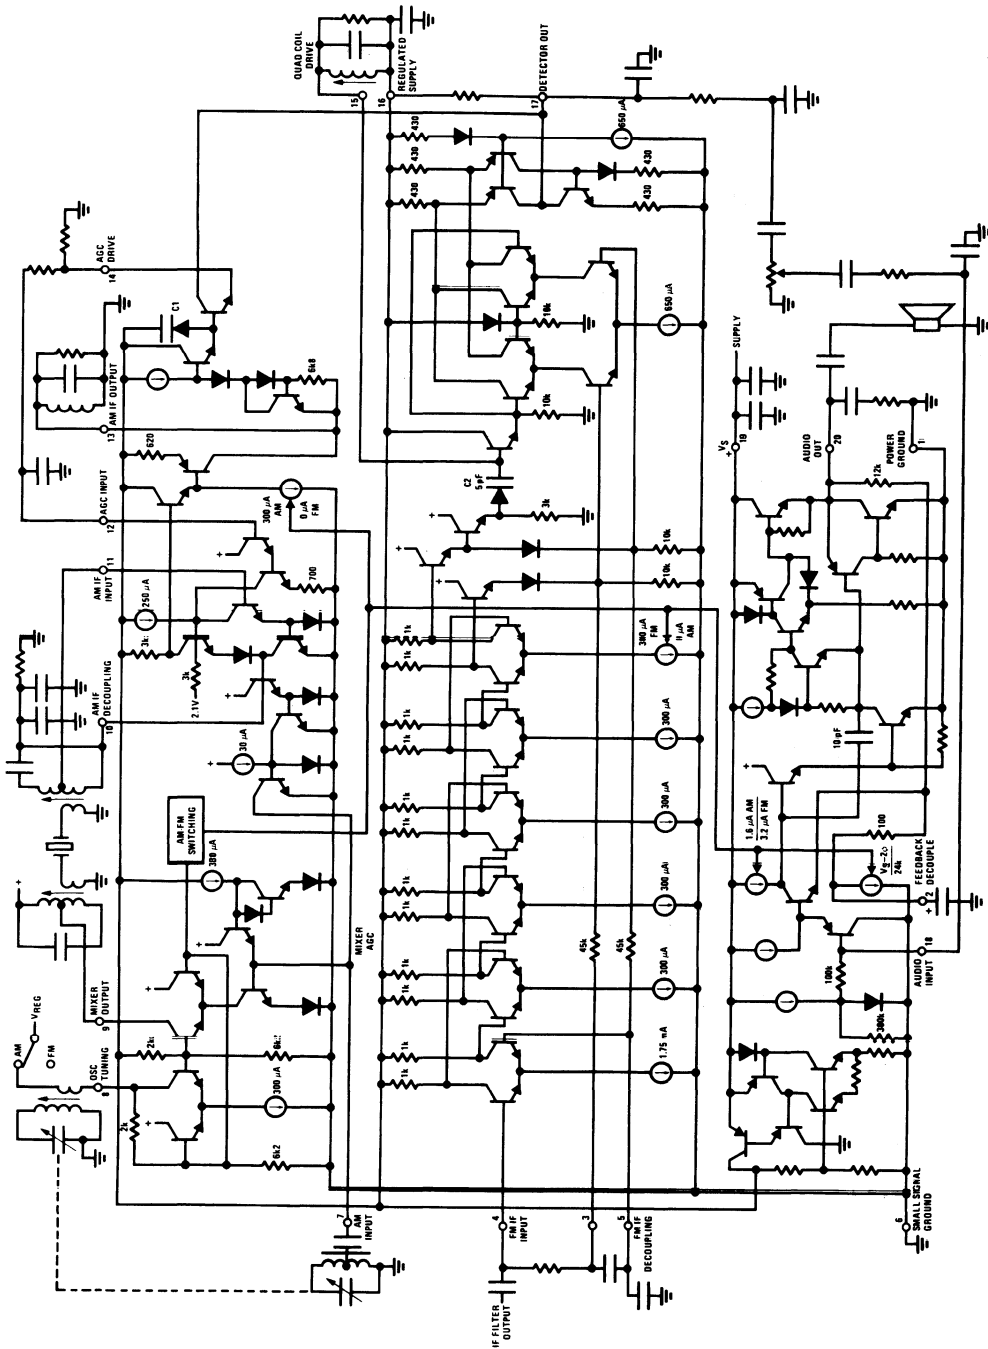 QUAD COIL
DRIVE
15
16
REGULATED
SUPPLY
DETECTOR OUT
17
430
430
430
650 µA
430
430
AGC
DRIVE
14
C1
AM IF OUTPUT
13
6k8
620
AGC INPUT
12
300 µA
AM
0 µA
FM
AM IF
INPUT
11
250 µA
3k
700
3k
2.1V
AM IF
DECOUPLING
10
30 µA
AM-FM
SWITCHING
380 µA
MIXER
AGC
MIXER
OUTPUT
9
VREG
AM
FM
OSC
TUNING
8
2k
2k
300 µA
6k2
7
AM
INPUT
10k
10k
650 µA
C2
5 pF
3k
10k
10k
1k
1k
380 µA
FM
AM
1k
1k
300 µA
1k
1k
300 µA
1k
1k
300 µA
1k
1k
300 µA
1k
1k
1.75 mA
45k
45k
4
FM IF
INPUT
3
5
FM IF
DECOUPLING
IF FILTER
OUTPUT
SUPPLY
VS
19
AUDIO
OUT
20
POWER
GROUND
1
12k
10 pF
1.6 µA AM
3.2 µA FM
100
24k
FEEDBACK
DECOUPLE
2
18
AUDIO
INPUT
100k
6
SMALL SIGNAL
GROUND